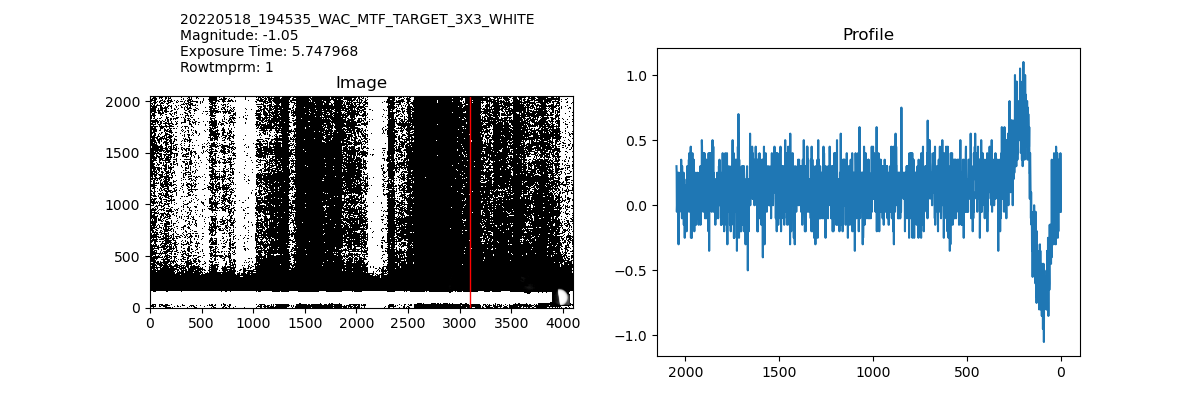 20220518_194535_WAC_MTF_TARGET_3X3_WHITE
Magnitude: -1.05
Exposure Time: 5.747968
Rowtmprm: 1
Image
2000
1500
1000
500
0
0 500 1000 1500 2000 2500 3000 3500 4000
Profile
1.0
0.5
0.0
−0.5
−1.0
2000 1500 1000 500 0